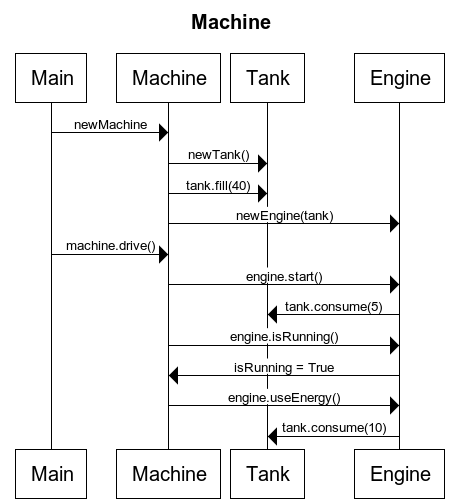 Machine
Main Machine Tank Engine
newMachine
newTank()
tank.fill(40)
newEngine(tank)
machine.drive()
engine.start()
tank.consume(5)
engine.isRunning()
isRunning = True
engine.useEnergy()
tank.consume(10)
Main Machine Tank Engine